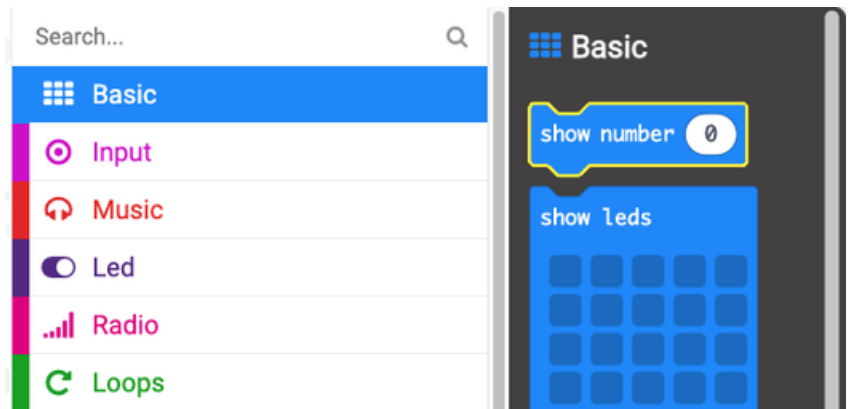 Search...
Basic
Input
Music
Led
Radio
Loops
Basic
show number 0
show leds